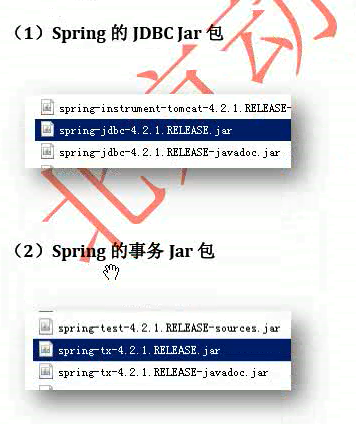 （1）Spring 的 JDBC Jar 包
spring-instrument-tomcat-4.2.1.RELEASE-
spring-jdbc-4.2.1.RELEASE.jar
spring-jdbc-4.2.1.RELEASE-javadoc.jar
（2）Spring 的事务 Jar 包
spring-test-4.2.1.RELEASE-sources.jar
spring-tx-4.2.1.RELEASE.jar
spring-tx-4.2.1.RELEASE-javadoc.jar